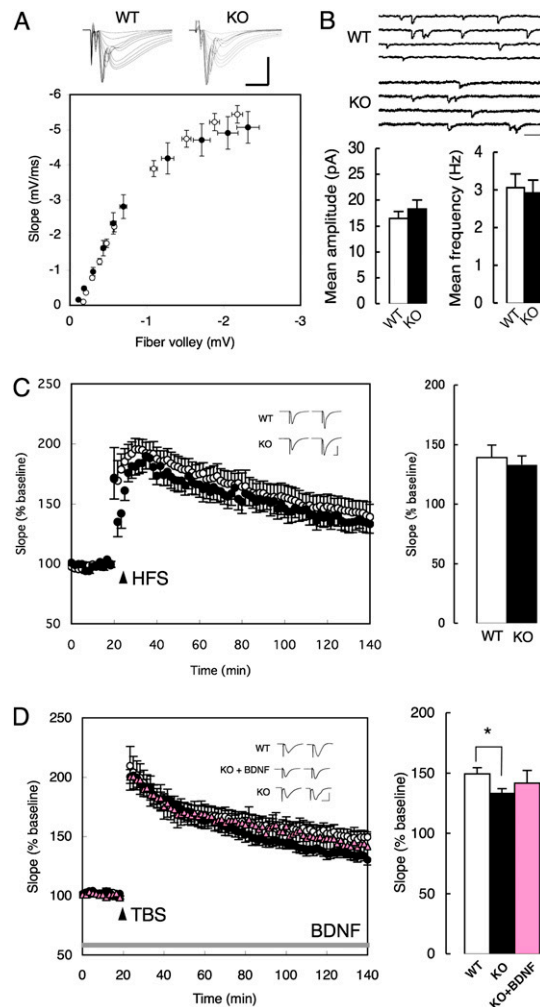 A
WT
KO
-6
-5
-4
-3
-2
-1
0
Slope (mV/ms)
0
-1
-2
-3
Fiber volley (mV)
B
WT
KO
35
30
25
20
15
10
5
0
Mean amplitude (pA)
WT
KO
4
3
2
1
0
Mean frequency (Hz)
WT
KO
C
250
200
150
100
50
Slope (% baseline)
WT
KO
HFS
0
20
40
60
80
100
120
140
Time (min)
200
150
100
50
0
Slope (% baseline)
WT
KO
D
250
200
150
100
50
Slope (% baseline)
WT
KO + BDNF
KO
TBS
BDNF
0
20
40
60
80
100
120
140
Time (min)
200
150
100
50
0
Slope (% baseline)
*
WT
KO
KO+BDNF